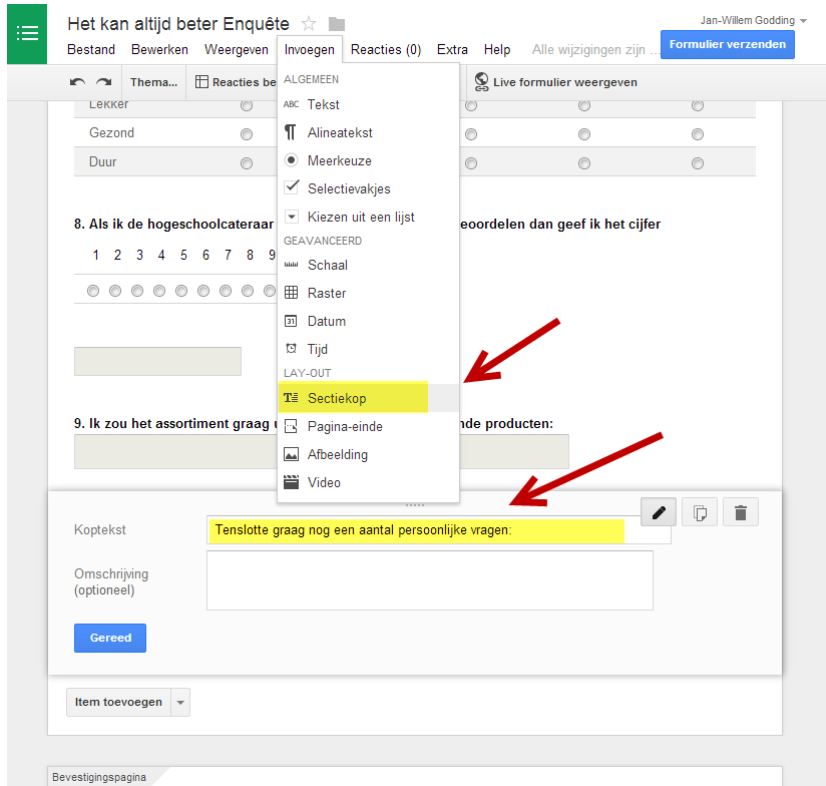 Het kan altijd beter Enquête
Jan-Willem Godding
Bestand Bewerken Weergeven Invoegen Reacties (0) Extra Help Alle wijzigingen zijn ...
Formulier verzenden
Thema... Reacties be Live formulier weergeven
ALGEMEEN
ABC Tekst
Alineatekst
Meerkeuze
Selectievakjes
Kiezen uit een lijst
GEAVANCEERD
Schaal
Raster
31 Datum
Tijd
LAY-OUT
Sectiekop
Pagina-einde
Afbeelding
Video
Lekker
Gezond
Duur
8. Als ik de hogeschoolcateraar eoordelen dan geef ik het cijfer
1 2 3 4 5 6 7 8 9
9. Ik zou het assortiment graag nde producten:
Koptekst Tenslotte graag nog een aantal persoonlijke vragen:
Omschrijving
(optioneel)
Gereed
Item toevoegen
Bevestigingspagina